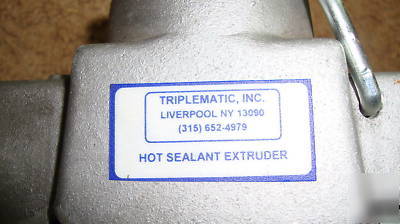 TRIPLEMATIC, INC.
LIVERPOOL NY 13090
(315) 652-4979
HOT SEALANT EXTRUDER